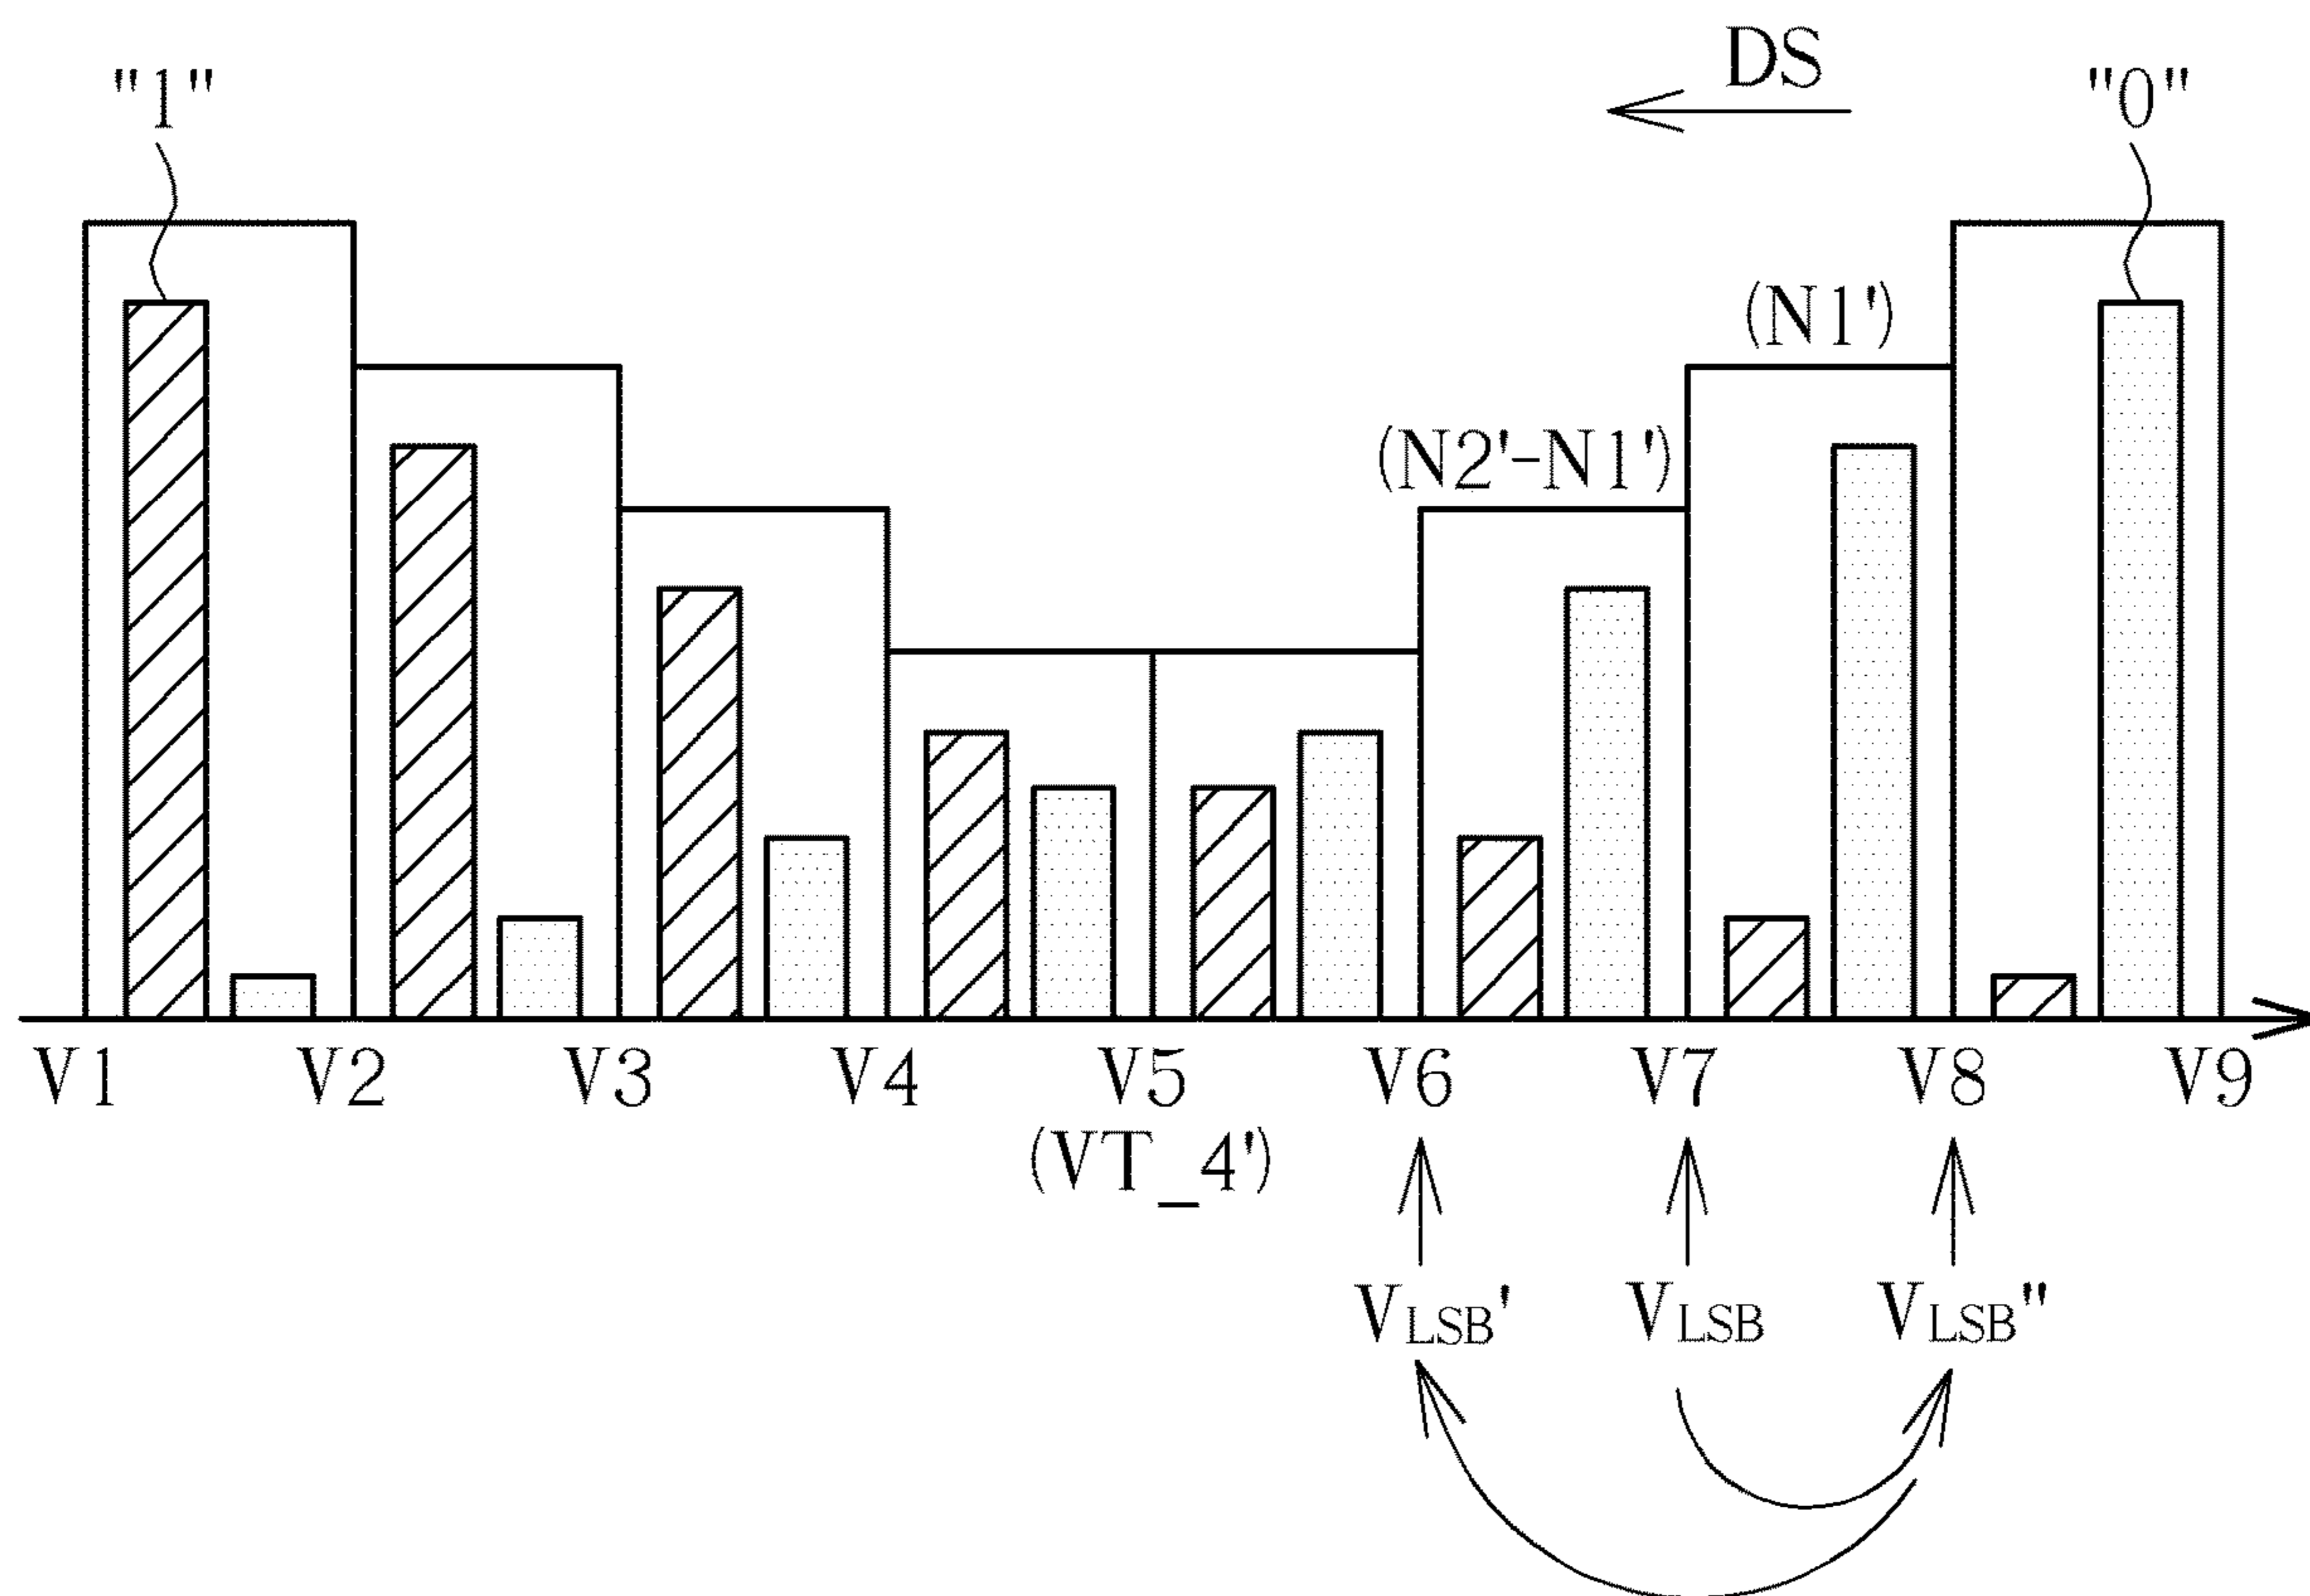 DS
"1"
"0"
(N1')
(N2'-N1')
V1 V2 V3 V4 V5 V6 V7 V8 V9
(VT_4')
VLSB' VLSB VLSB"